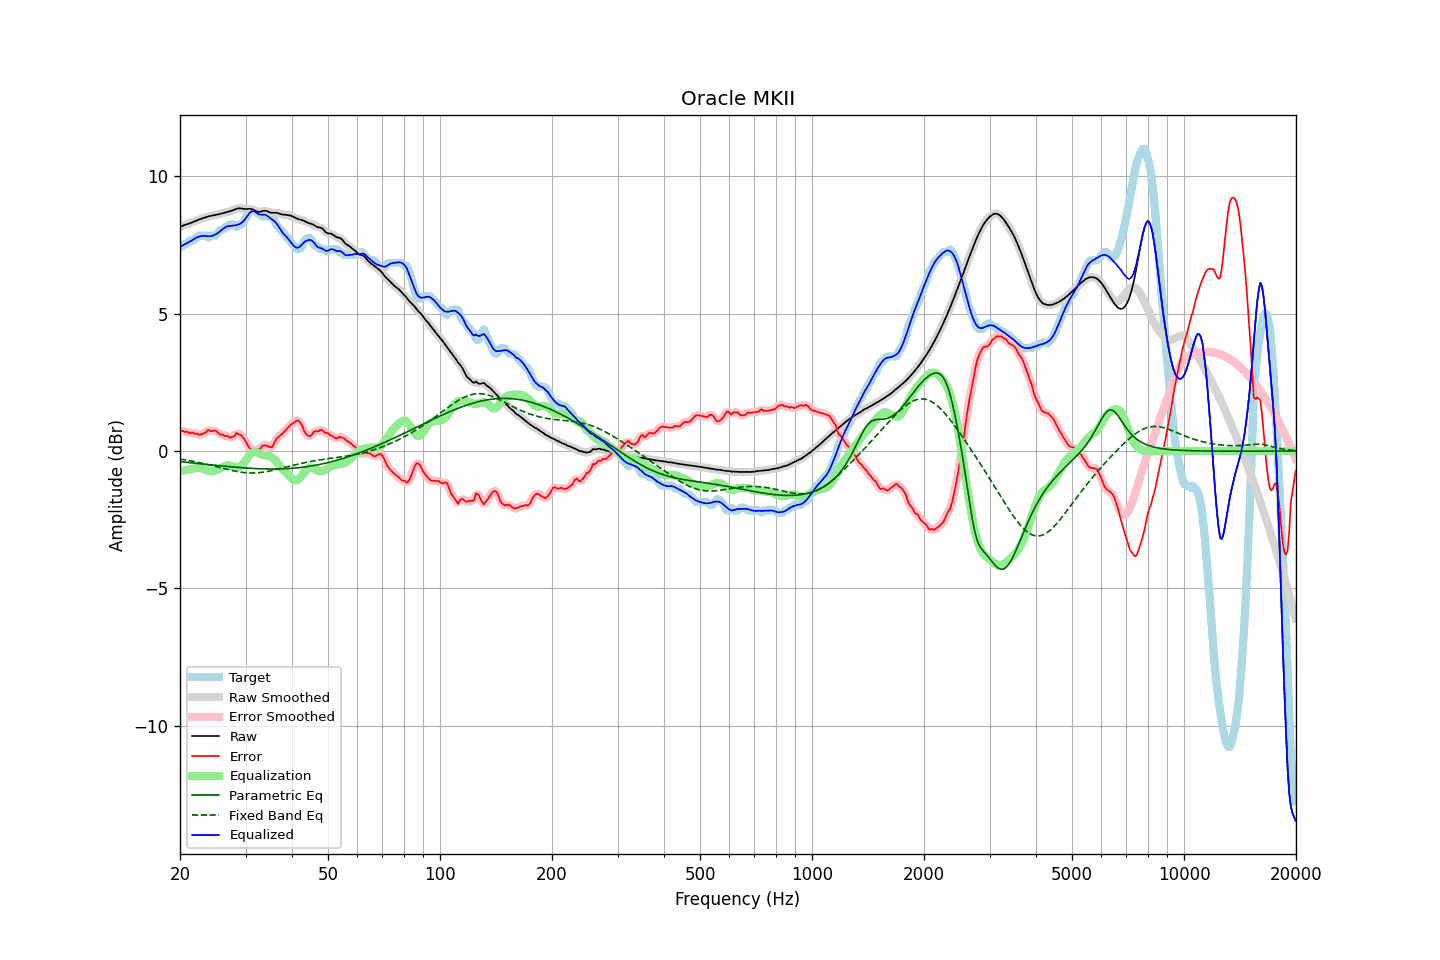 Oracle MKII
Amplitude (dBr)
10
5
0
−5
−10
Target
Raw Smoothed
Error Smoothed
Raw
Error
Equalization
Parametric Eq
Fixed Band Eq
Equalized
20
50
100
200
500
1000
2000
5000
10000
20000
Frequency (Hz)